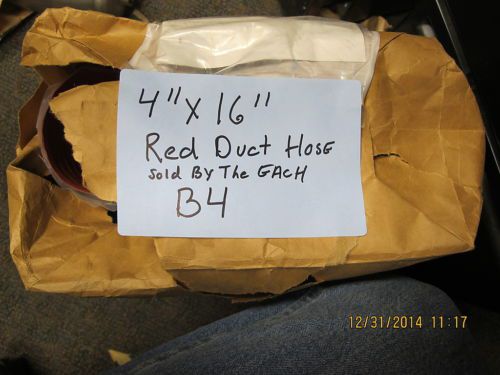 4" x 16"
Red Duct Hose
Sold By The EACH
B4
12/31/2014 11:17